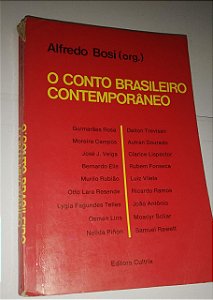 Alfredo Bosi (org.)
O CONTO BRASILEIRO
CONTEMPORÂNEO
Guimarães Rosa
Moreira Campos
José J. Veiga
Bernardo Élis
Murilo Rubião
Otto Lara Resende
Lygia Fagundes Telles
Osman Lins
Nélida Piñon
Dalton Trevisan
Autran Dourado
Clarice Lispector
Rubem Fonseca
Luiz Vilela
Ricardo Ramos
João Antônio
Moacyr Scliar
Samuel Rawett
Editora Cultrix